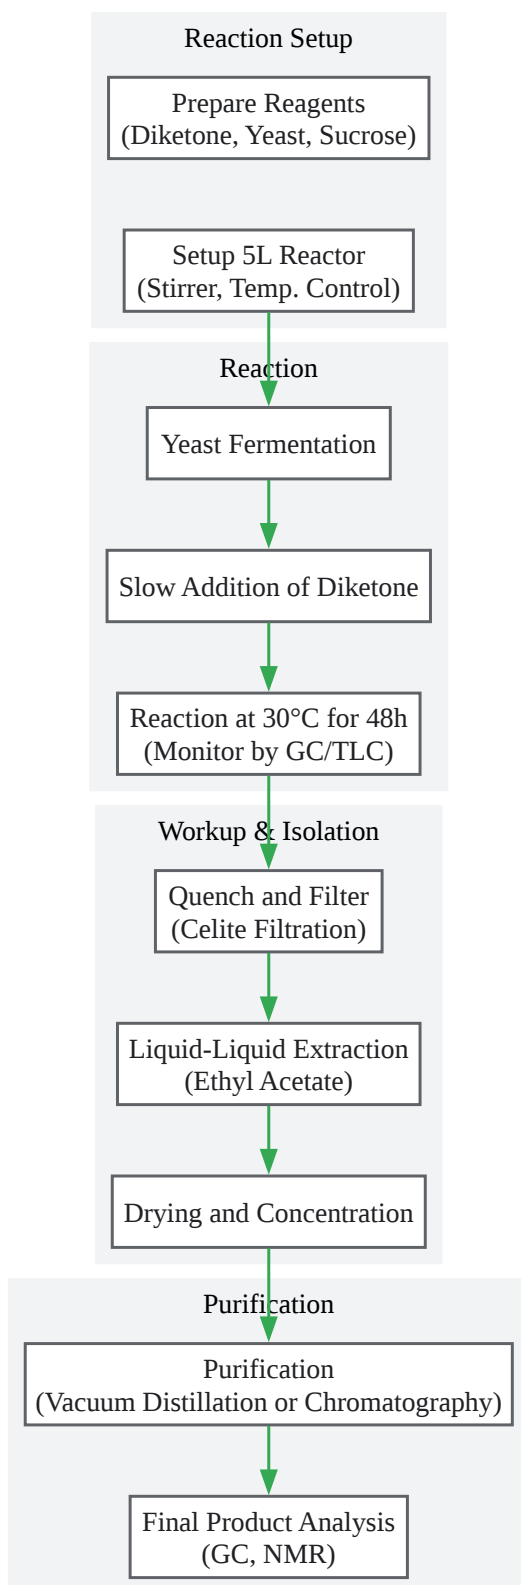 Reaction Setup
Prepare Reagents
(Diketone, Yeast, Sucrose)
Setup 5L Reactor
(Stirrer, Temp. Control)
Reaction
Yeast Fermentation
Slow Addition of Diketone
Reaction at 30°C for 48h
(Monitor by GC/TLC)
Workup & Isolation
Quench and Filter
(Celite Filtration)
Liquid-Liquid Extraction
(Ethyl Acetate)
Drying and Concentration
Purification
Purification
(Vacuum Distillation or Chromatography)
Final Product Analysis
(GC, NMR)